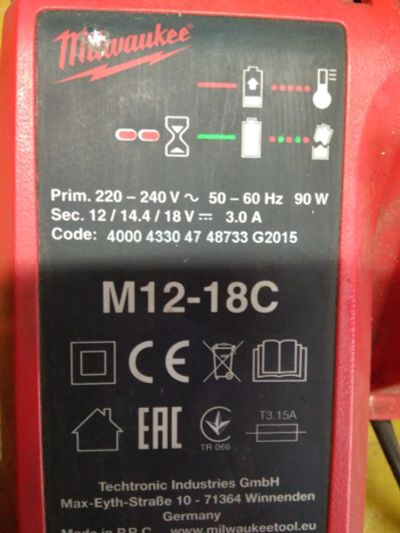 Milwaukee
Prim. 220 – 240 V ~ 50 – 60 Hz 90 W
Sec. 12 / 14.4 / 18 V ⎓ 3.0 A
Code: 4000 4330 47 48733 G2015
M12-18C
CE
EAC
TR 066
T3.15A
Techtronic Industries GmbH
Max-Eyth-Straße 10 - 71364 Winnenden
Germany
Made in P.R.C. www.milwaukeetool.eu